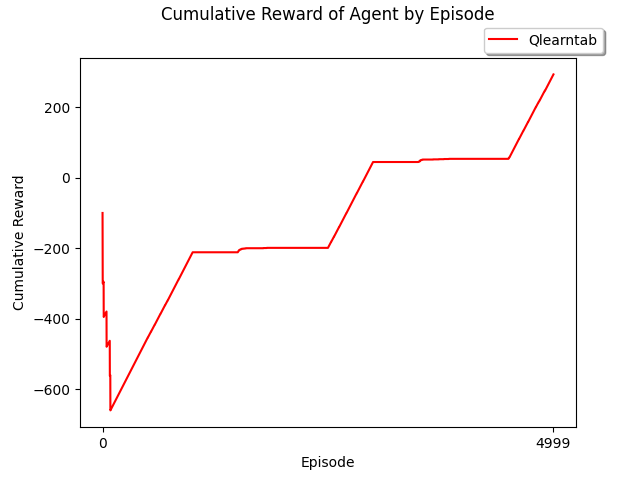 Cumulative Reward of Agent by Episode
Qlearntab
200
0
−200
−400
−600
Cumulative Reward
0
4999
Episode